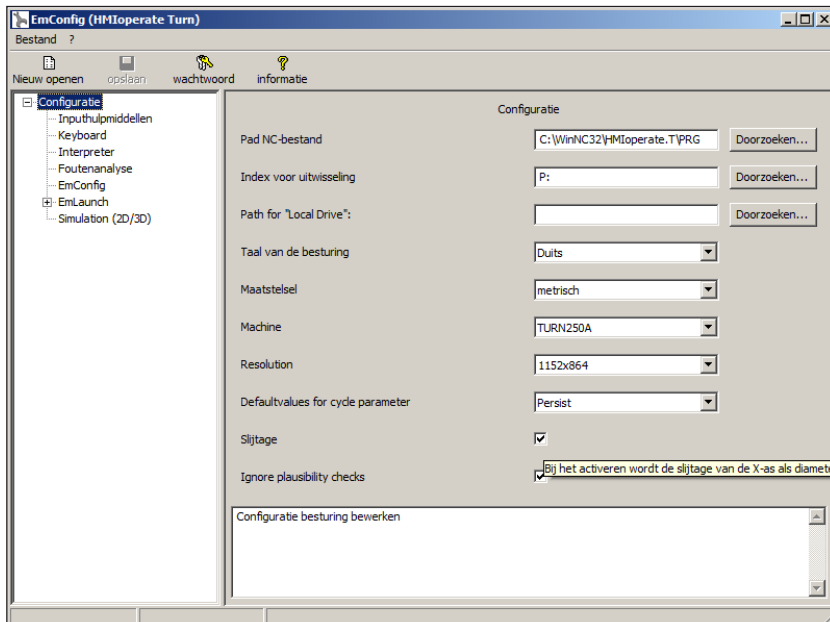 EmConfig (HMIoperate Turn)
Bestand ?
Nieuw openen opslaan wachtwoord informatie
Configuratie
Inputhulpmiddelen
Keyboard
Interpreter
Foutenanalyse
EmConfig
EmLaunch
Simulation (2D/3D)
Configuratie
Pad NC-bestand C:\WinNC32\HMIoperate.T\PRG Doorzoeken...
Index voor uitwisseling P: Doorzoeken...
Path for "Local Drive": Doorzoeken...
Taal van de besturing Duits
Maatstelsel metrisch
Machine TURN250A
Resolution 1152x864
Defaultvalues for cycle parameter Persist
Slijtage
Bij het activeren wordt de slijtage van de X-as als diamete
Ignore plausibility checks
Configuratie besturing bewerken